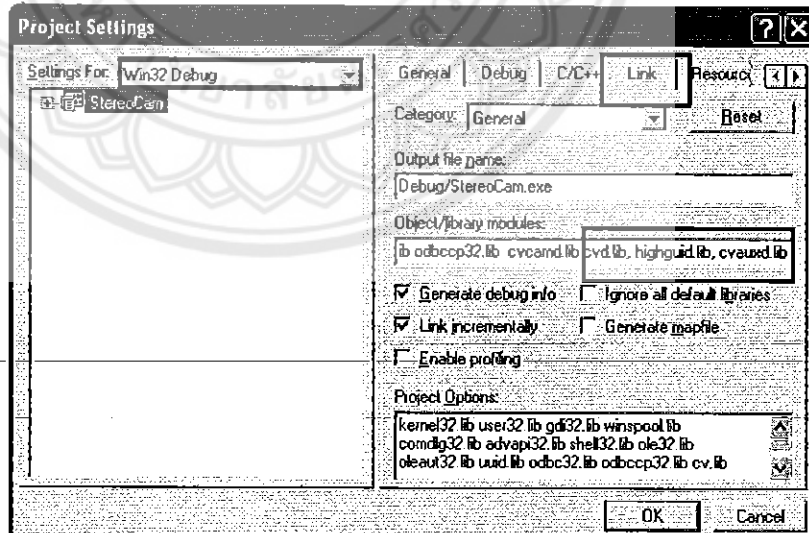 Project Settings
Settings For: Win32 Debug
StereoCam
General Debug C/C++ Link Resourc
Category: General Reset
Output file name:
Debug/StereoCam.exe
Object/library modules:
ib odbccp32.lib cvcamd.lib cvd.lib, highguid.lib, cvauxd.lib
Generate debug info Ignore all default libraries
Link incrementally Generate mapfile
Enable profiling
Project Options:
kernel32.lib user32.lib gdi32.lib winspool.lib
comdlg32.lib advapi32.lib shell32.lib ole32.lib
oleaut32.lib uuid.lib odbc32.lib odbccp32.lib cv.lib
OK Cancel